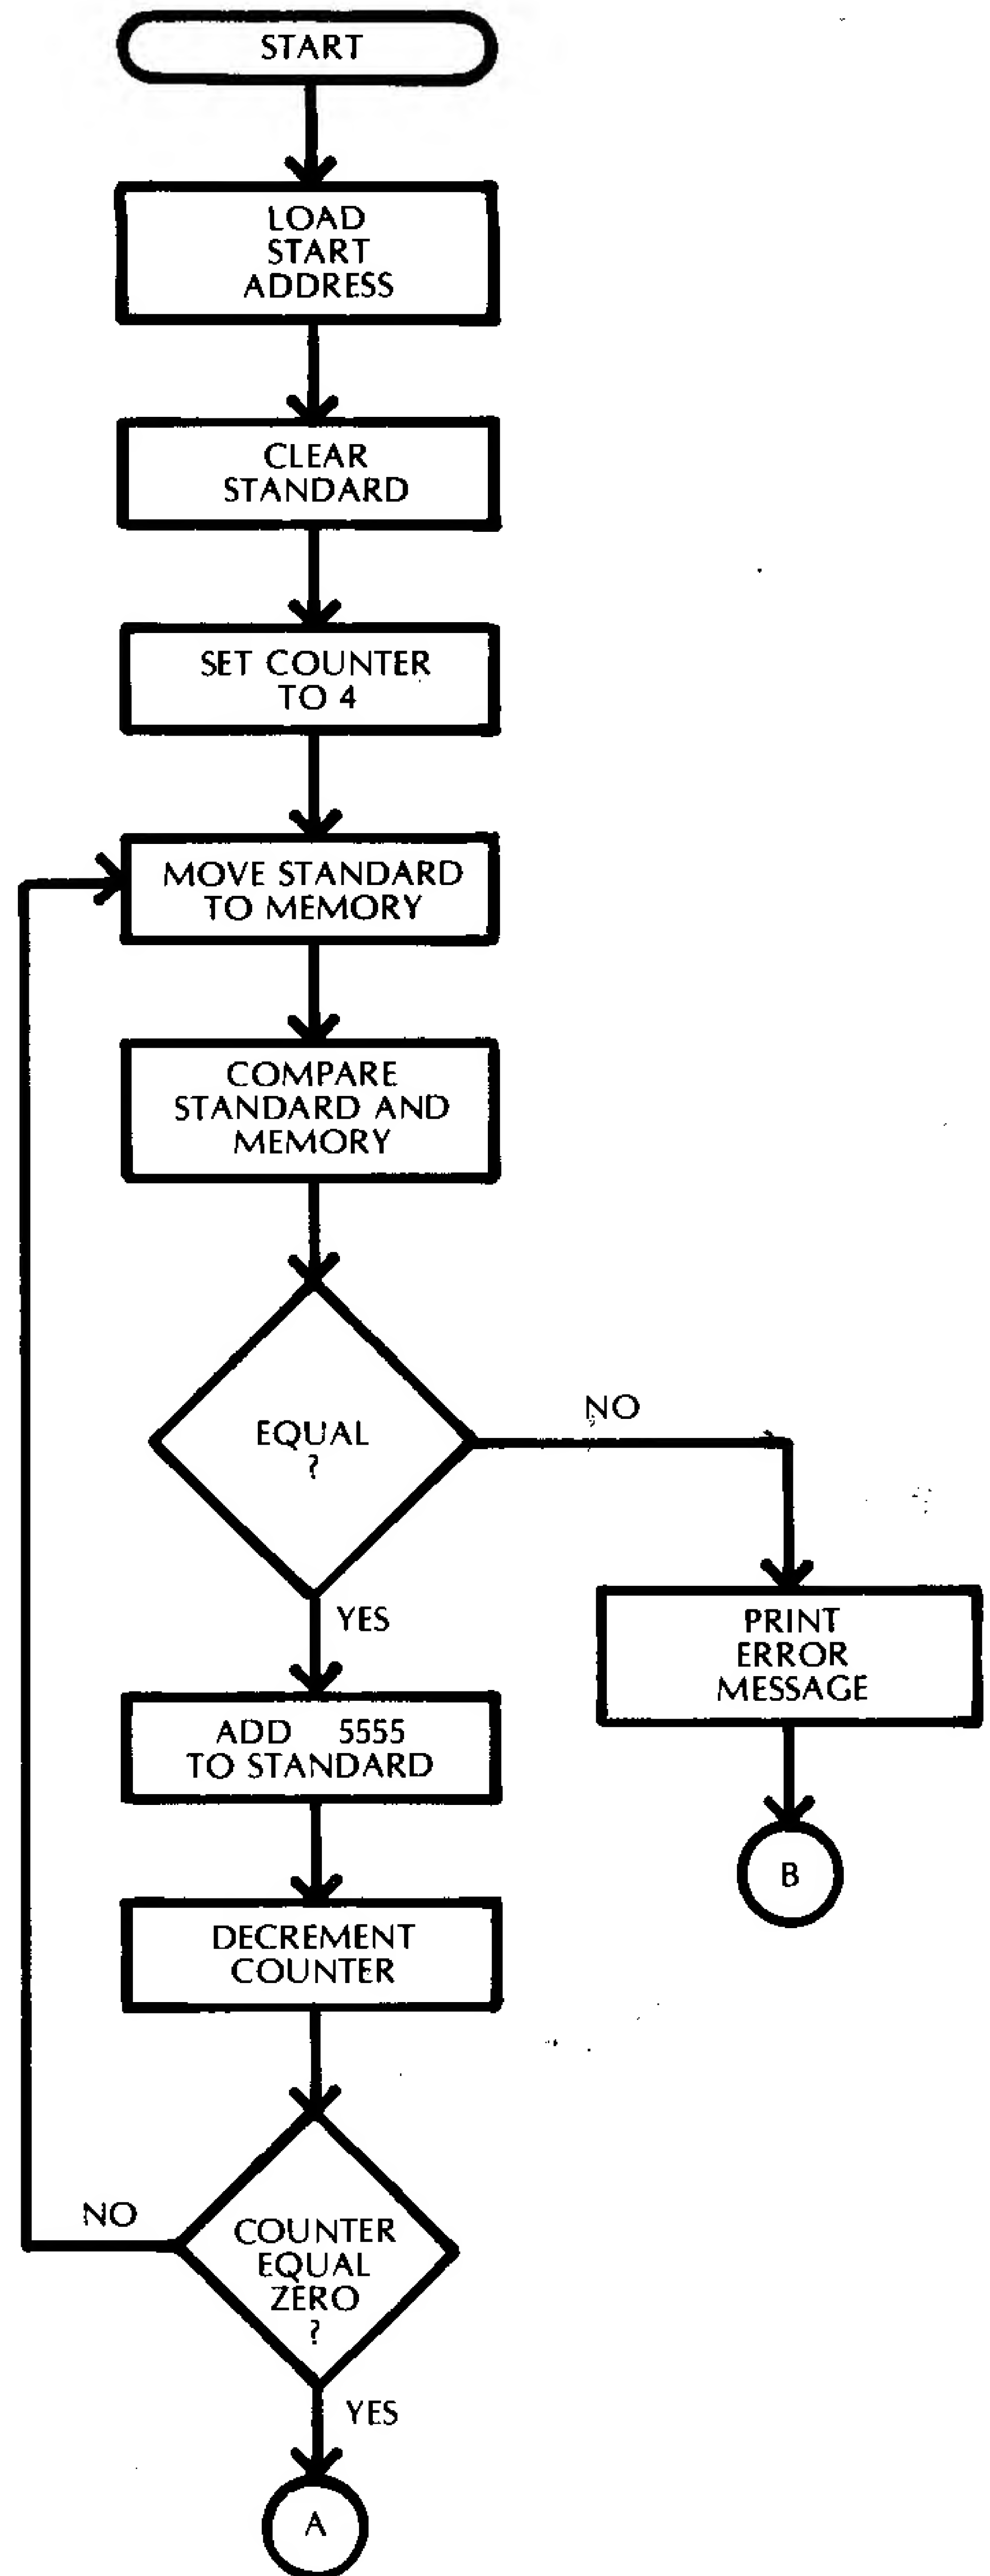 START
LOAD
START
ADDRESS
CLEAR
STANDARD
SET COUNTER
TO 4
MOVE STANDARD
TO MEMORY
COMPARE
STANDARD AND
MEMORY
EQUAL
?
NO
YES
PRINT
ERROR
MESSAGE
B
ADD 5555
TO STANDARD
DECREMENT
COUNTER
COUNTER
EQUAL
ZERO
?
NO
YES
A